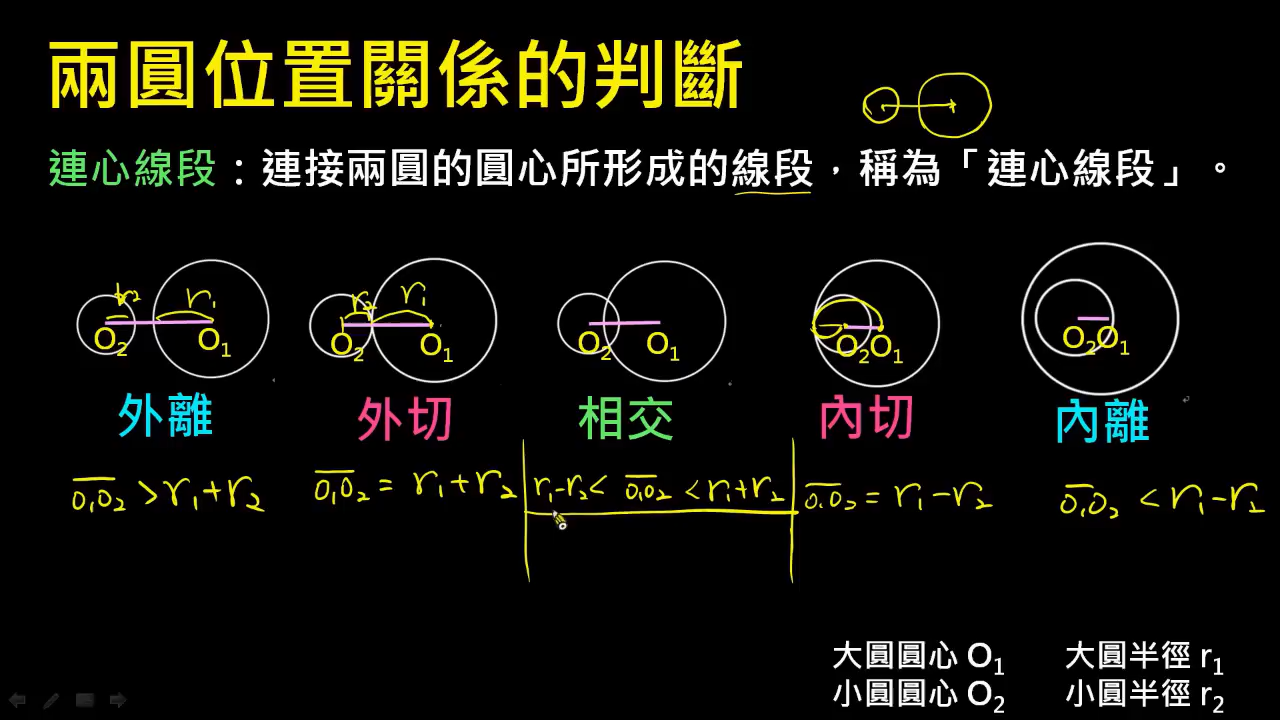 兩圓位置關係的判斷
連心線段：連接兩圓的圓心所形成的線段，稱為「連心線段」。
r₂ r₁ r₂ r₁
O₂ O₁ O₂ O₁ O₂ O₁ O₂O₁ O₂O₁
外離 外切 相交 內切 內離
O₁O₂ > r₁+r₂ O₁O₂ = r₁+r₂ r₁-r₂ < O₁O₂ < r₁+r₂ O₁O₂ = r₁-r₂ O₁O₂ < r₁-r₂
大圓圓心 O₁ 大圓半徑 r₁
小圓圓心 O₂ 小圓半徑 r₂